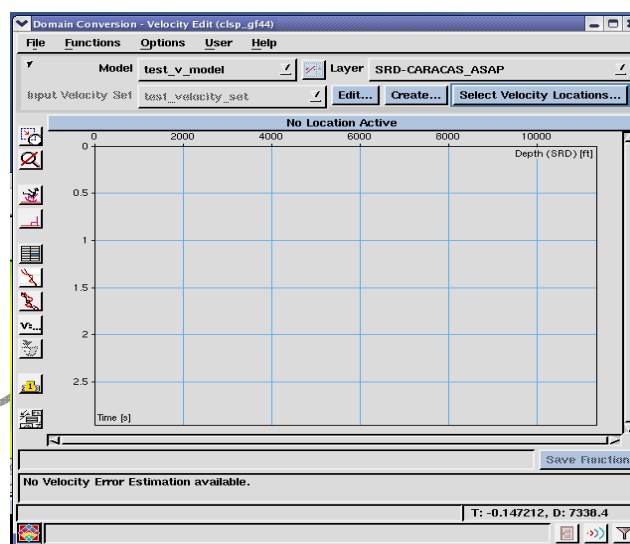 Domain Conversion - Velocity Edit (clsp_gf44)
File Functions Options User Help
Model test_v_model Layer SRD-CARACAS_ASAP
Input Velocity Set test_velocity_set Edit... Create... Select Velocity Locations...
No Location Active
0 2000 4000 6000 8000 10000
Depth (SRD) [ft]
0
0.5
1
1.5
2
2.5
Time [s]
V=...
1
Save Function
No Velocity Error Estimation available.
T: -0.147212, D: 7338.4